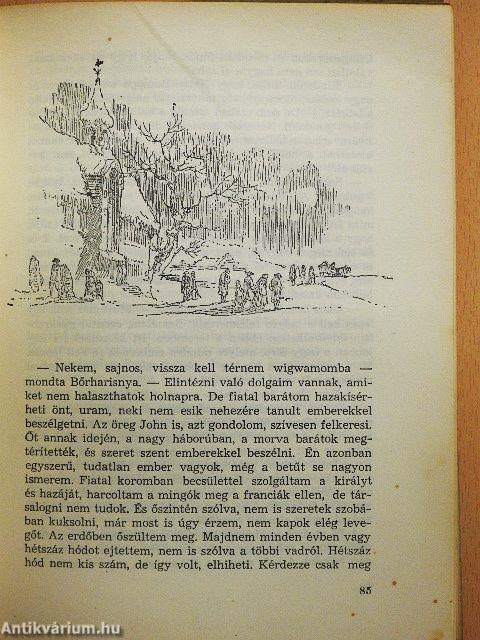 — Nekem, sajnos, vissza kell térnem wigwamomba —
mondta Bőrharisnya. — Elintézni való dolgaim vannak, ami-
ket nem halaszthatok holnapra. De fiatal barátom hazakísér-
heti önt, uram, neki nem esik nehezére tanult emberekkel
beszélgetni. Az öreg John is, azt gondolom, szívesen felkeresi.
Őt annak idején, a nagy háborúban, a morva barátok meg-
térítették, és szeret szent emberekkel beszélni. Én azonban
egyszerű, tudatlan ember vagyok, még a betűt se nagyon
ismerem. Fiatal koromban becsülettel szolgáltam a királyt
és hazáját, harcoltam a mingók meg a franciák ellen, de tár-
salogni nem tudok. És őszintén szólva, nem is szeretek szobá-
ban kuksolni, már most is úgy érzem, nem kapok elég leve-
gőt. Az erdőben őszültem meg. Majdnem minden évben vagy
hétszáz hódot ejtettem, nem is szólva a többi vadról. Hétszáz
hód nem kis szám, de így volt, elhiheti. Kérdezze csak meg
85
Antikvárium.hu